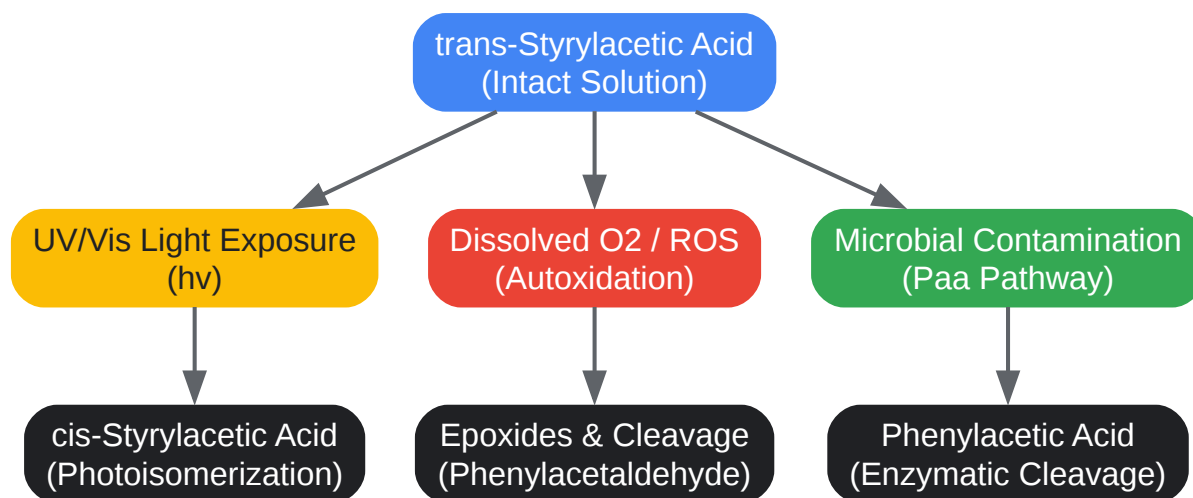 trans-Styrylacetic Acid
(Intact Solution)
UV/Vis Light Exposure
(hv)
Dissolved O2 / ROS
(Autoxidation)
Microbial Contamination
(Paa Pathway)
cis-Styrylacetic Acid
(Photoisomerization)
Epoxides & Cleavage
(Phenylacetaldehyde)
Phenylacetic Acid
(Enzymatic Cleavage)